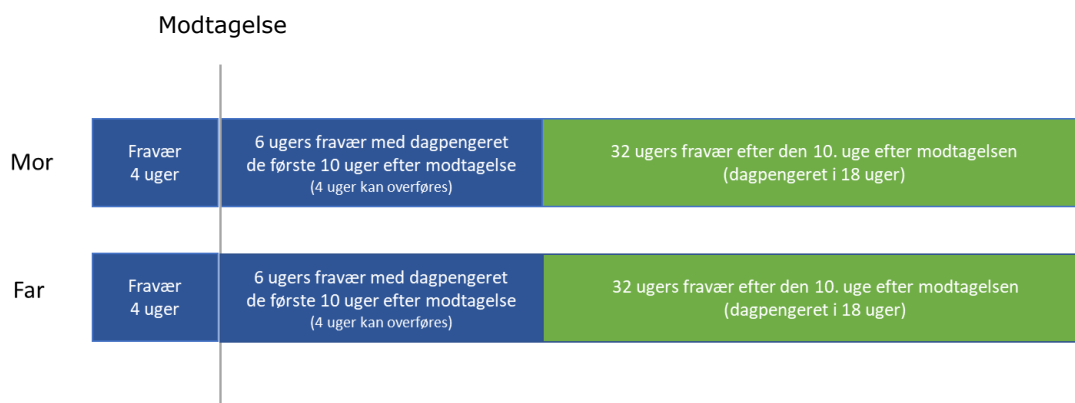 Modtagelse
Mor
Fravær
4 uger
6 ugers fravær med dagpengeret
de første 10 uger efter modtagelse
(4 uger kan overføres)
32 ugers fravær efter den 10. uge efter modtagelsen
(dagpengeret i 18 uger)
Far
Fravær
4 uger
6 ugers fravær med dagpengeret
de første 10 uger efter modtagelse
(4 uger kan overføres)
32 ugers fravær efter den 10. uge efter modtagelsen
(dagpengeret i 18 uger)